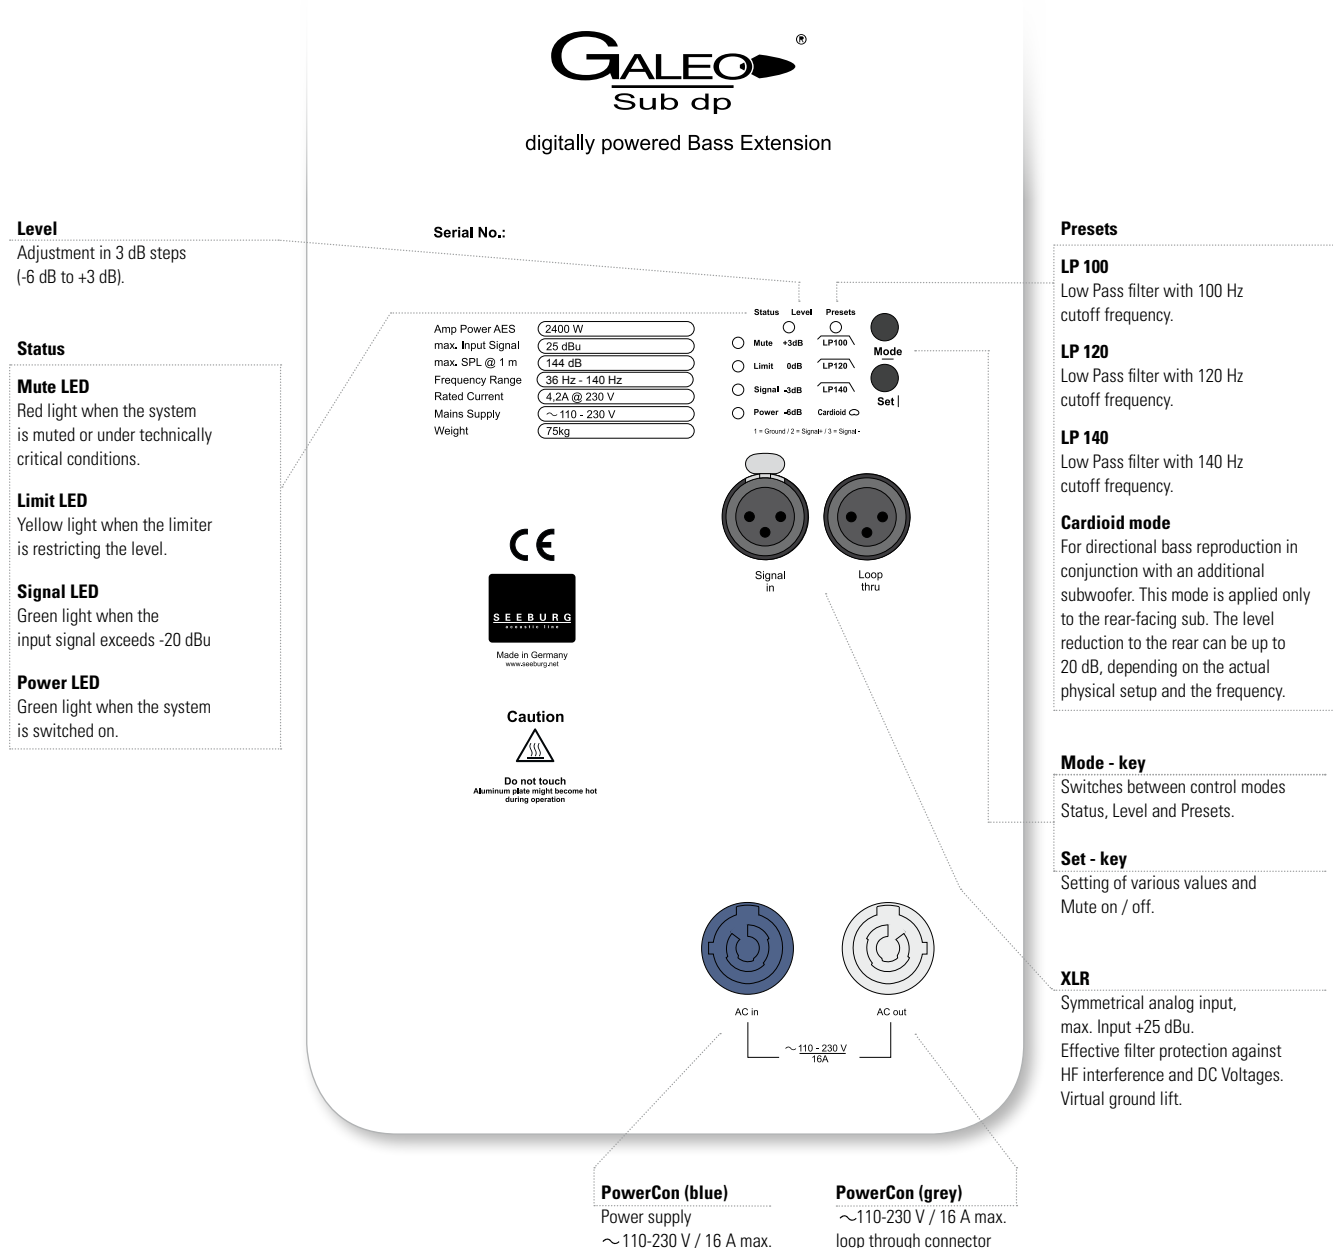 GALEO®
Sub dp
digitally powered Bass Extension
Level
Adjustment in 3 dB steps
(-6 dB to +3 dB).
Status
Mute LED
Red light when the system
is muted or under technically
critical conditions.
Limit LED
Yellow light when the limiter
is restricting the level.
Signal LED
Green light when the
input signal exceeds -20 dBu
Power LED
Green light when the system
is switched on.
Serial No.:
Amp Power AES 2400 W
max. Input Signal 25 dBu
max. SPL @ 1 m 144 dB
Frequency Range 36 Hz - 140 Hz
Rated Current 4,2A @ 230 V
Mains Supply ~ 110 - 230 V
Weight 75kg
Status Level Presets
Mute +3dB LP100
Limit 0dB LP120
Signal -3dB LP140
Power -6dB Cardioid
1 = Ground / 2 = Signal+ / 3 = Signal -
Mode
Set |
Signal
in
Loop
thru
CE
SEEBURG
acoustic line
Made in Germany
www.seeburg.net
Caution
Do not touch
Aluminum plate might become hot
during operation
AC in
AC out
~ 110 - 230 V
16A
Presets
LP 100
Low Pass filter with 100 Hz
cutoff frequency.
LP 120
Low Pass filter with 120 Hz
cutoff frequency.
LP 140
Low Pass filter with 140 Hz
cutoff frequency.
Cardioid mode
For directional bass reproduction in
conjunction with an additional
subwoofer. This mode is applied only
to the rear-facing sub. The level
reduction to the rear can be up to
20 dB, depending on the actual
physical setup and the frequency.
Mode - key
Switches between control modes
Status, Level and Presets.
Set - key
Setting of various values and
Mute on / off.
XLR
Symmetrical analog input,
max. Input +25 dBu.
Effective filter protection against
HF interference and DC Voltages.
Virtual ground lift.
PowerCon (blue)
Power supply
~110-230 V / 16 A max.
PowerCon (grey)
~110-230 V / 16 A max.
loop through connector